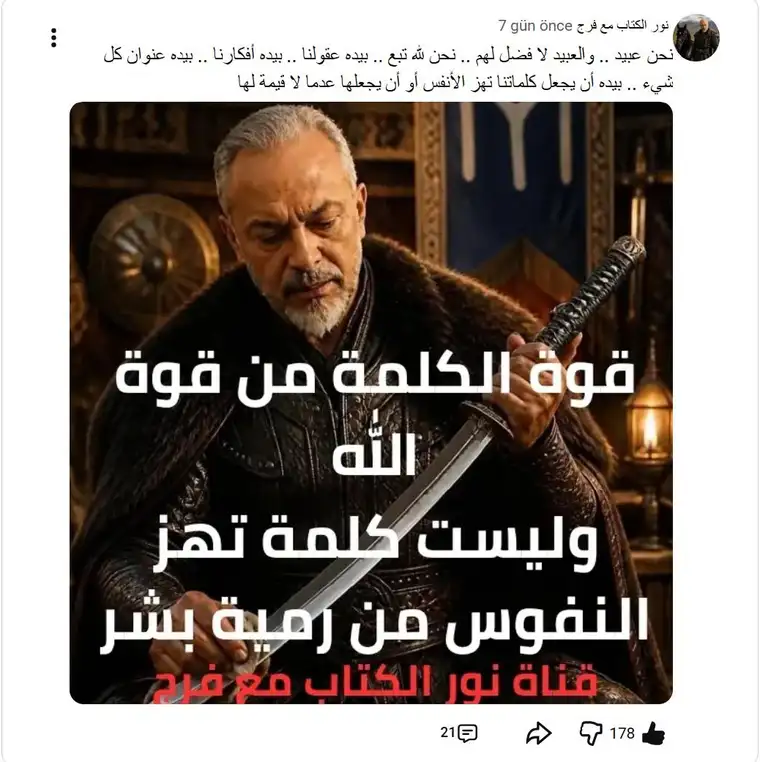 نور الكتاب مع فرج 7 gün önce
نحن عبيد .. والعبيد لا فضل لهم .. نحن لله تبع .. بيده عقولنا .. بيده أفكارنا .. بيده عنوان كل
شيء .. بيده أن يجعل كلماتنا تهز الأنفس أو أن يجعلها عدما لا قيمة لها
قوة الكلمة من قوة
الله
وليست كلمة تهز
النفوس من رمية بشر
قناة نور الكتاب مع فرج
178
21